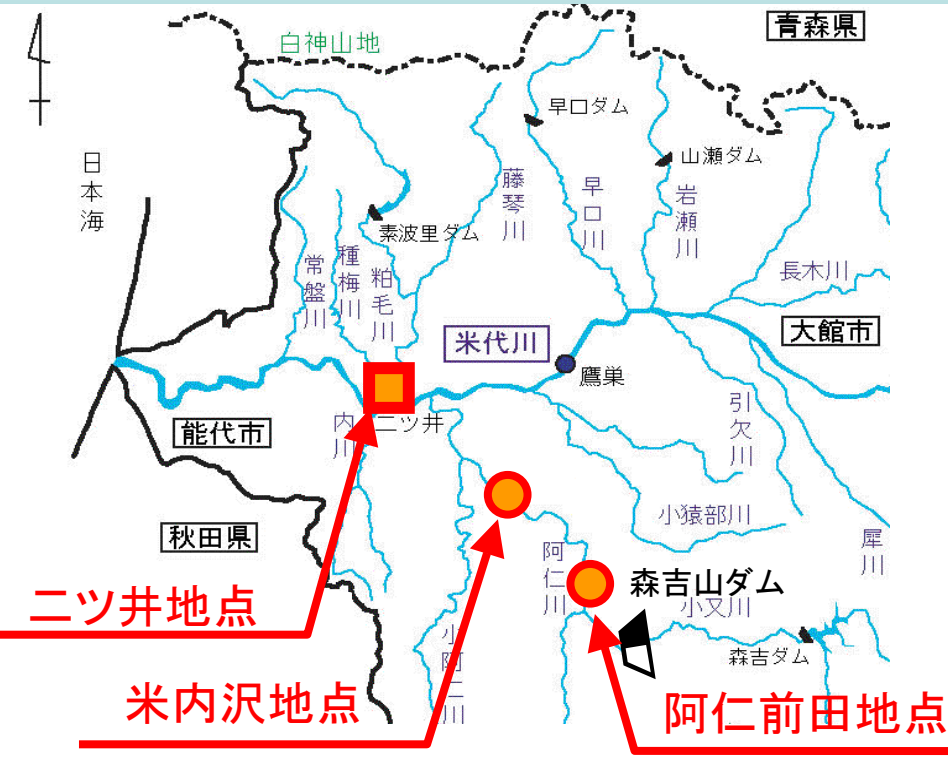 青森県
白神山地
早口ダム
山瀬ダム
日本海
藤琴川
早口川
岩瀬川
素波里ダム
常盤川
種梅川
粕毛川
長木川
米代川
大館市
鷹巣
二ツ井
能代市
内川
引欠川
小猿部川
秋田県
阿仁川
犀川
森吉山ダム
小又川
二ツ井地点
小阿仁川
森吉ダム
米内沢地点
阿仁前田地点